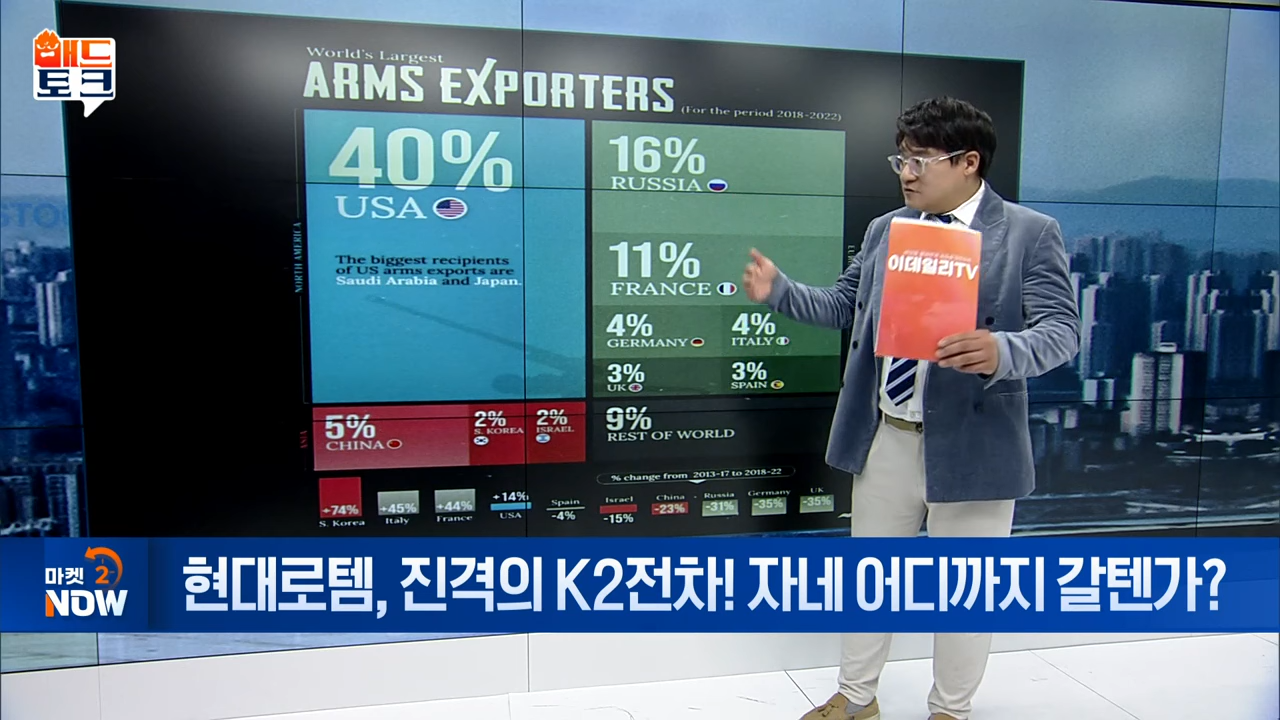 패드
토크
World's Largest
ARMS EXPORTERS
(For the period 2018-2022)
NORTH AMERICA
40%
USA
The biggest recipients
of US arms exports are
Saudi Arabia and Japan.
16%
RUSSIA
11%
FRANCE
4%
GERMANY
4%
ITALY
3%
UK
3%
SPAIN
ASIA
5%
CHINA
2%
S. KOREA
2%
ISRAEL
9%
REST OF WORLD
% change from 2013-17 to 2018-22
+74%
S. Korea
+45%
Italy
+44%
France
+14%
USA
Spain
-4%
Israel
-15%
China
-23%
Russia
-31%
Germany
-35%
UK
-35%
이데일리TV
마켓 2
NOW
현대로템, 진격의 K2전차! 자네 어디까지 갈텐가?